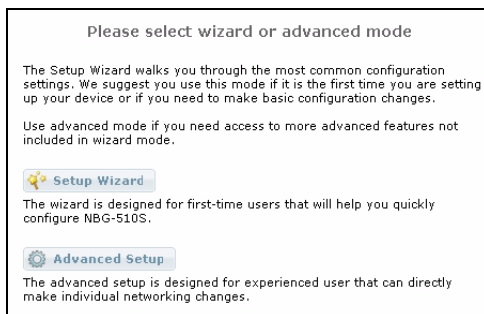 Please select wizard or advanced mode
The Setup Wizard walks you through the most common configuration
settings. We suggest you use this mode if it is the first time you are setting
up your device or if you need to make basic configuration changes.
Use advanced mode if you need access to more advanced features not
included in wizard mode.
Setup Wizard
The wizard is designed for first-time users that will help you quickly
configure NBG-510S.
Advanced Setup
The advanced setup is designed for experienced user that can directly
make individual networking changes.